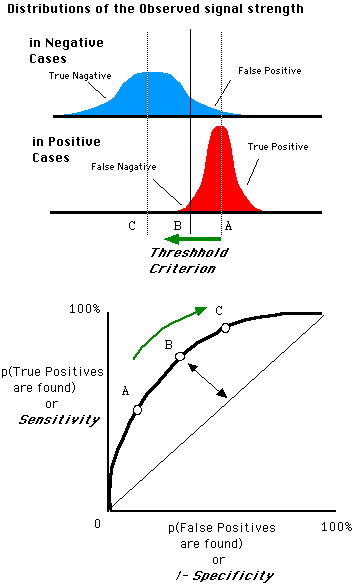 Distributions of the Observed signal strength
in Negative
Cases
True Nagative
False Positive
in Positive
Cases
False Nagative
True Positive
C B A
Threshhold
Criterion
100%
C
B
A
p(True Positives
are found)
or
Sensitivity
0
p(False Positives
are found)
or
100%
1- Specificity